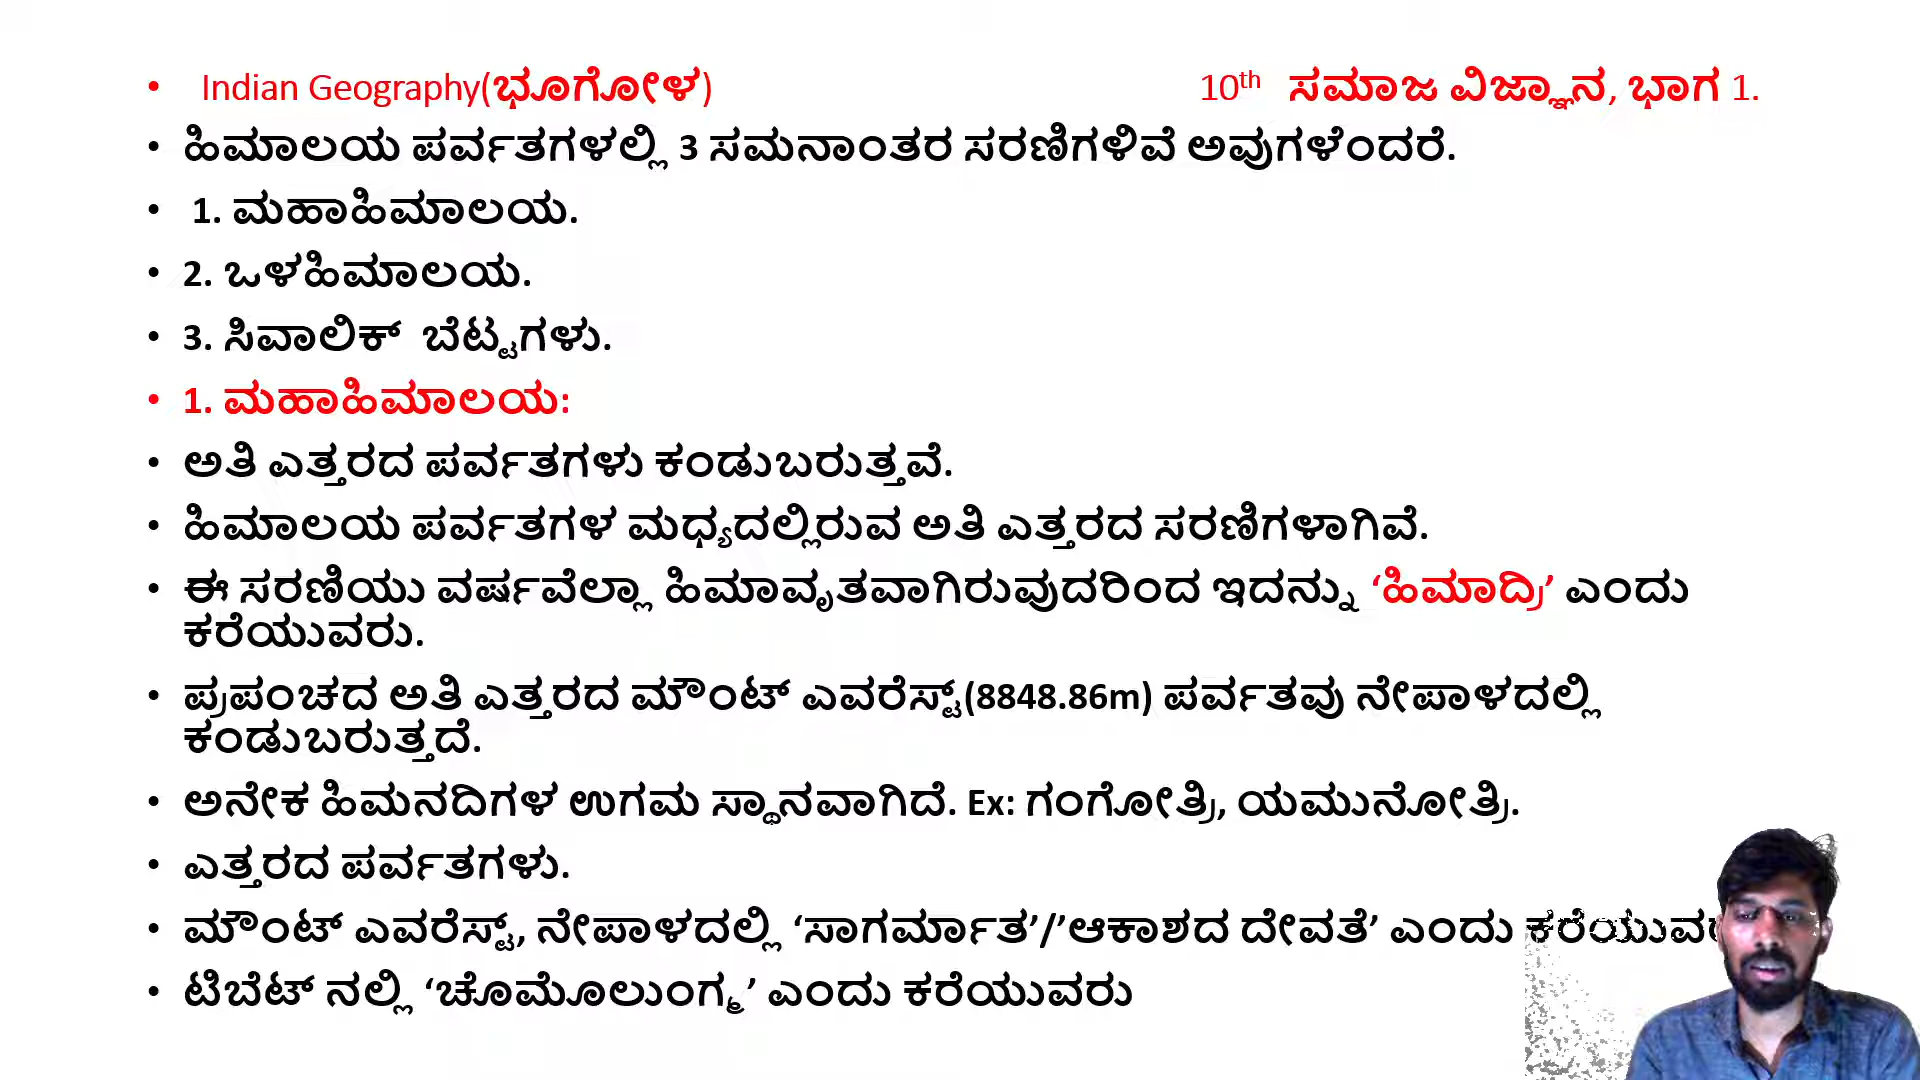 • Indian Geography(ಭೂಗೋಳ) 10th ಸಮಾಜ ವಿಜ್ಞಾನ, ಭಾಗ 1.
• ಹಿಮಾಲಯ ಪರ್ವತಗಳಲ್ಲಿ 3 ಸಮನಾಂತರ ಸರಣಿಗಳಿವೆ ಅವುಗಳೆಂದರೆ.
• 1. ಮಹಾಹಿಮಾಲಯ.
• 2. ಒಳಹಿಮಾಲಯ.
• 3. ಸಿವಾಲಿಕ್ ಬೆಟ್ಟಗಳು.
• 1. ಮಹಾಹಿಮಾಲಯ:
• ಅತಿ ಎತ್ತರದ ಪರ್ವತಗಳು ಕಂಡುಬರುತ್ತವೆ.
• ಹಿಮಾಲಯ ಪರ್ವತಗಳ ಮಧ್ಯದಲ್ಲಿರುವ ಅತಿ ಎತ್ತರದ ಸರಣಿಗಳಾಗಿವೆ.
• ಈ ಸರಣಿಯು ವರ್ಷವೆಲ್ಲಾ ಹಿಮಾವೃತವಾಗಿರುವುದರಿಂದ ಇದನ್ನು ‘ಹಿಮಾದ್ರಿ’ ಎಂದು
ಕರೆಯುವರು.
• ಪ್ರಪಂಚದ ಅತಿ ಎತ್ತರದ ಮೌಂಟ್ ಎವರೆಸ್ಟ್(8848.86m) ಪರ್ವತವು ನೇಪಾಳದಲ್ಲಿ
ಕಂಡುಬರುತ್ತದೆ.
• ಅನೇಕ ಹಿಮನದಿಗಳ ಉಗಮ ಸ್ಥಾನವಾಗಿದೆ. Ex: ಗಂಗೋತ್ರಿ, ಯಮುನೋತ್ರಿ.
• ಎತ್ತರದ ಪರ್ವತಗಳು.
• ಮೌಂಟ್ ಎವರೆಸ್ಟ್, ನೇಪಾಳದಲ್ಲಿ ‘ಸಾಗರ್ಮಾತ’/’ಆಕಾಶದ ದೇವತೆ’ ಎಂದು
• ಟಿಬೆಟ್ ನಲ್ಲಿ ‘ಚೊಮೊಲುಂಗ್ಮ’ ಎಂದು ಕರೆಯುವರು